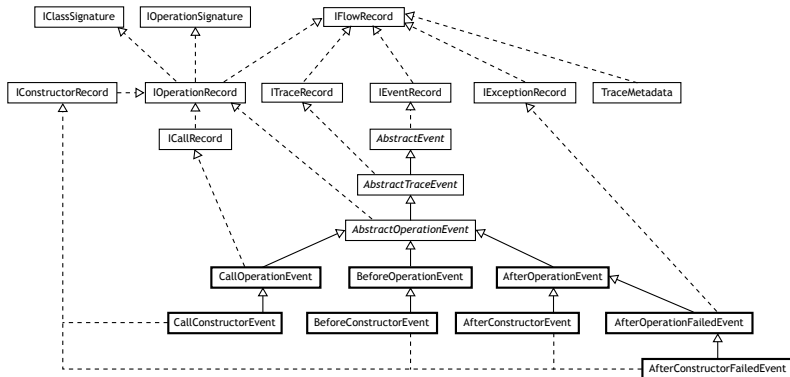 IClassSignature
IOperationSignature
IFlowRecord
IConstructorRecord
IOperationRecord
ITraceRecord
IEventRecord
IExceptionRecord
TraceMetadata
ICallRecord
AbstractEvent
AbstractTraceEvent
AbstractOperationEvent
CallOperationEvent
BeforeOperationEvent
AfterOperationEvent
CallConstructorEvent
BeforeConstructorEvent
AfterConstructorEvent
AfterOperationFailedEvent
AfterConstructorFailedEvent